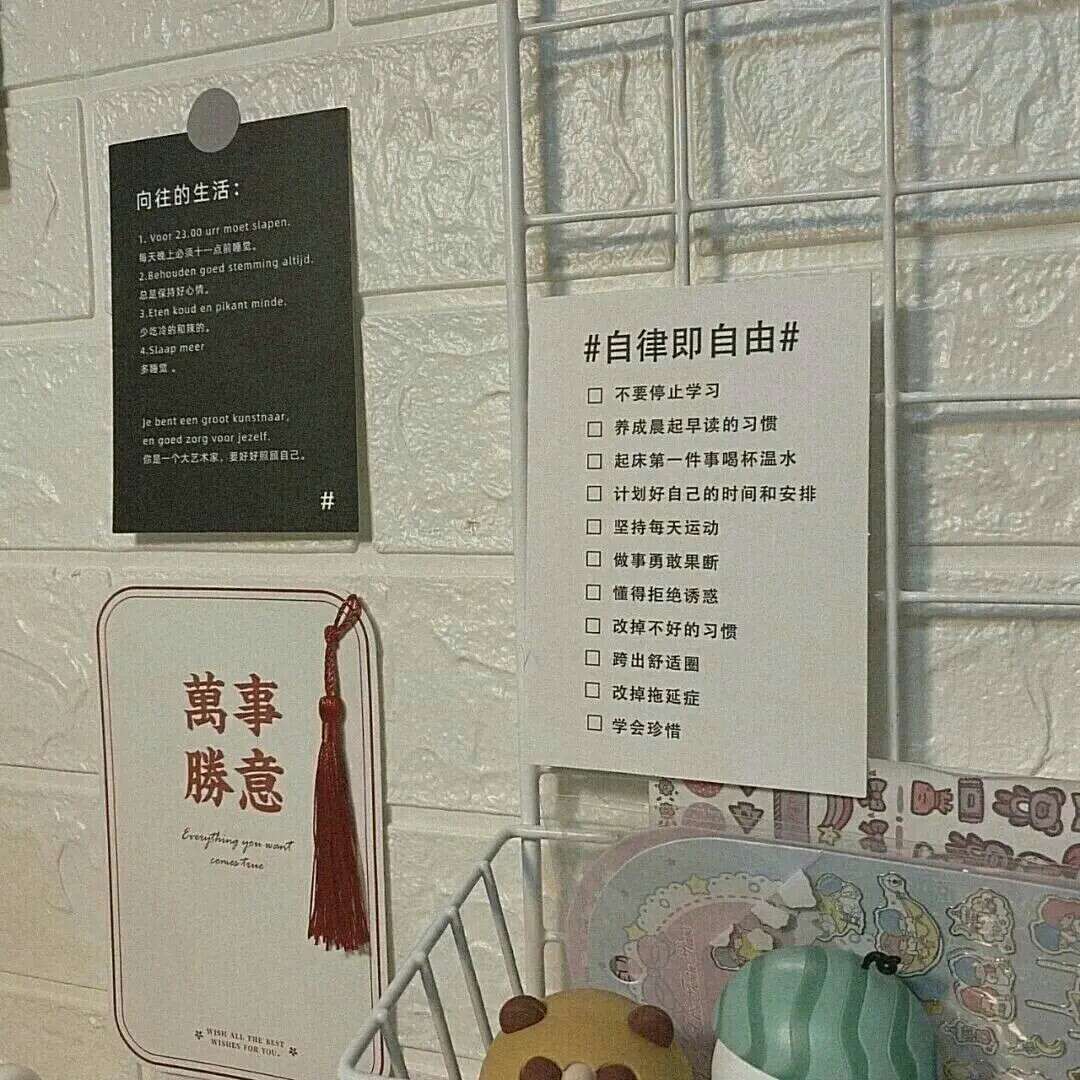 向往的生活：
1. Voor 23.00 urr moet slapen.
每天晚上必须十一点前睡觉。
2.Behouden goed stemming altijd.
总是保持好心情。
3.Eten koud en pikant minde.
少吃冷的和辣的。
4.Slaap meer
多睡觉 。
Je bent een groot kunstnaar,
en goed zorg voor jezelf.
你是一个大艺术家，要好好照顾自己。
#
#自律即自由#
不要停止学习
养成晨起早读的习惯
起床第一件事喝杯温水
计划好自己的时间和安排
坚持每天运动
做事勇敢果断
懂得拒绝诱惑
改掉不好的习惯
跨出舒适圈
改掉拖延症
学会珍惜
萬事
勝意
Everything you want
comes true
WISH ALL THE BEST
WISHES FOR YOU.